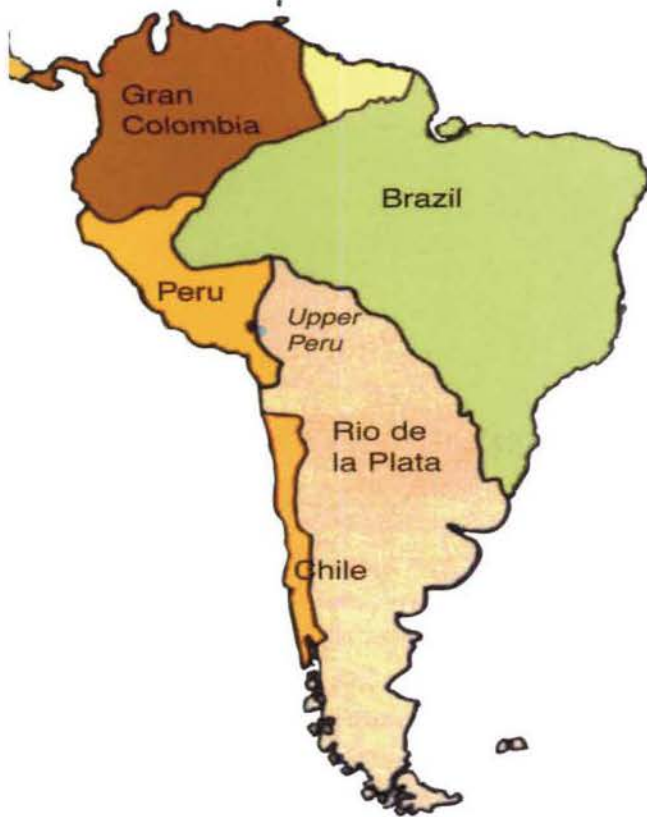 Gran
Colombia
Brazil
Peru
Upper
Peru
Rio de
la Plata
Chile